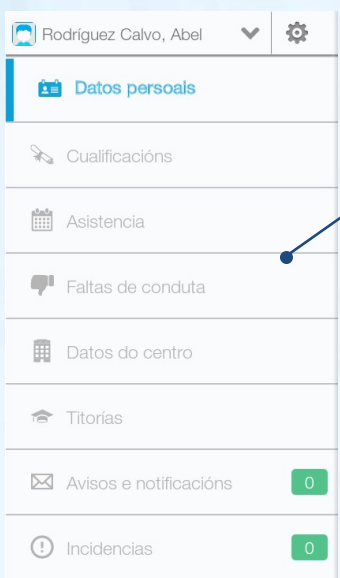 Rodríguez Calvo, Abel
Datos persoais
Cualificacións
Asistencia
Faltas de conduta
Datos do centro
Titorías
Avisos e notificacións 0
Incidencias 0